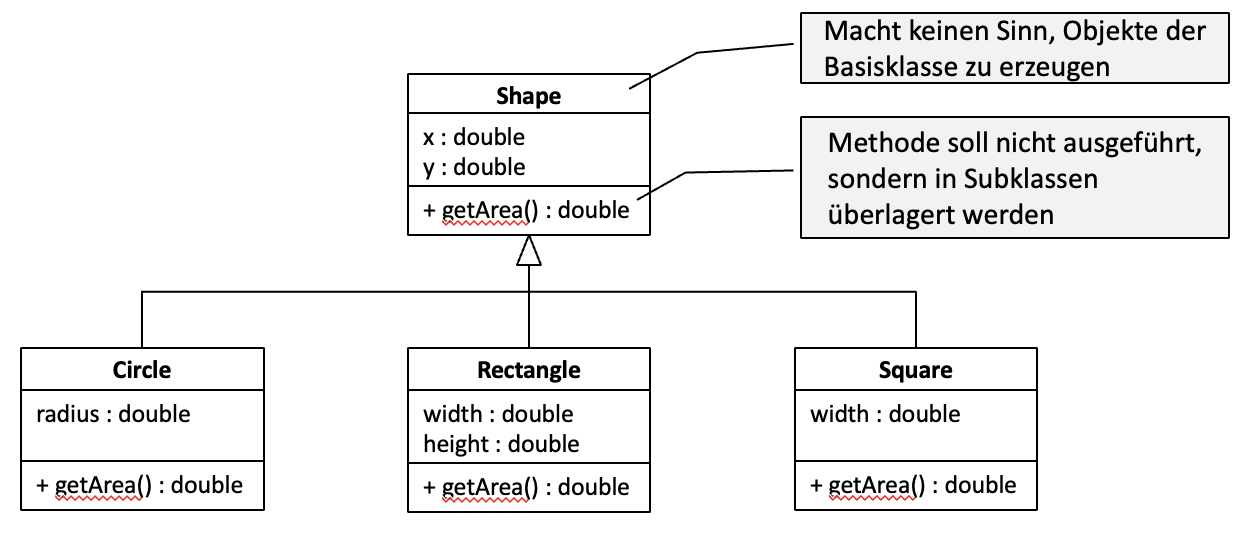 Macht keinen Sinn, Objekte der
Basisklasse zu erzeugen
Shape
x : double
y : double
+ getArea() : double
Methode soll nicht ausgeführt,
sondern in Subklassen
überlagert werden
Circle
radius : double
+ getArea() : double
Rectangle
width : double
height : double
+ getArea() : double
Square
width : double
+ getArea() : double